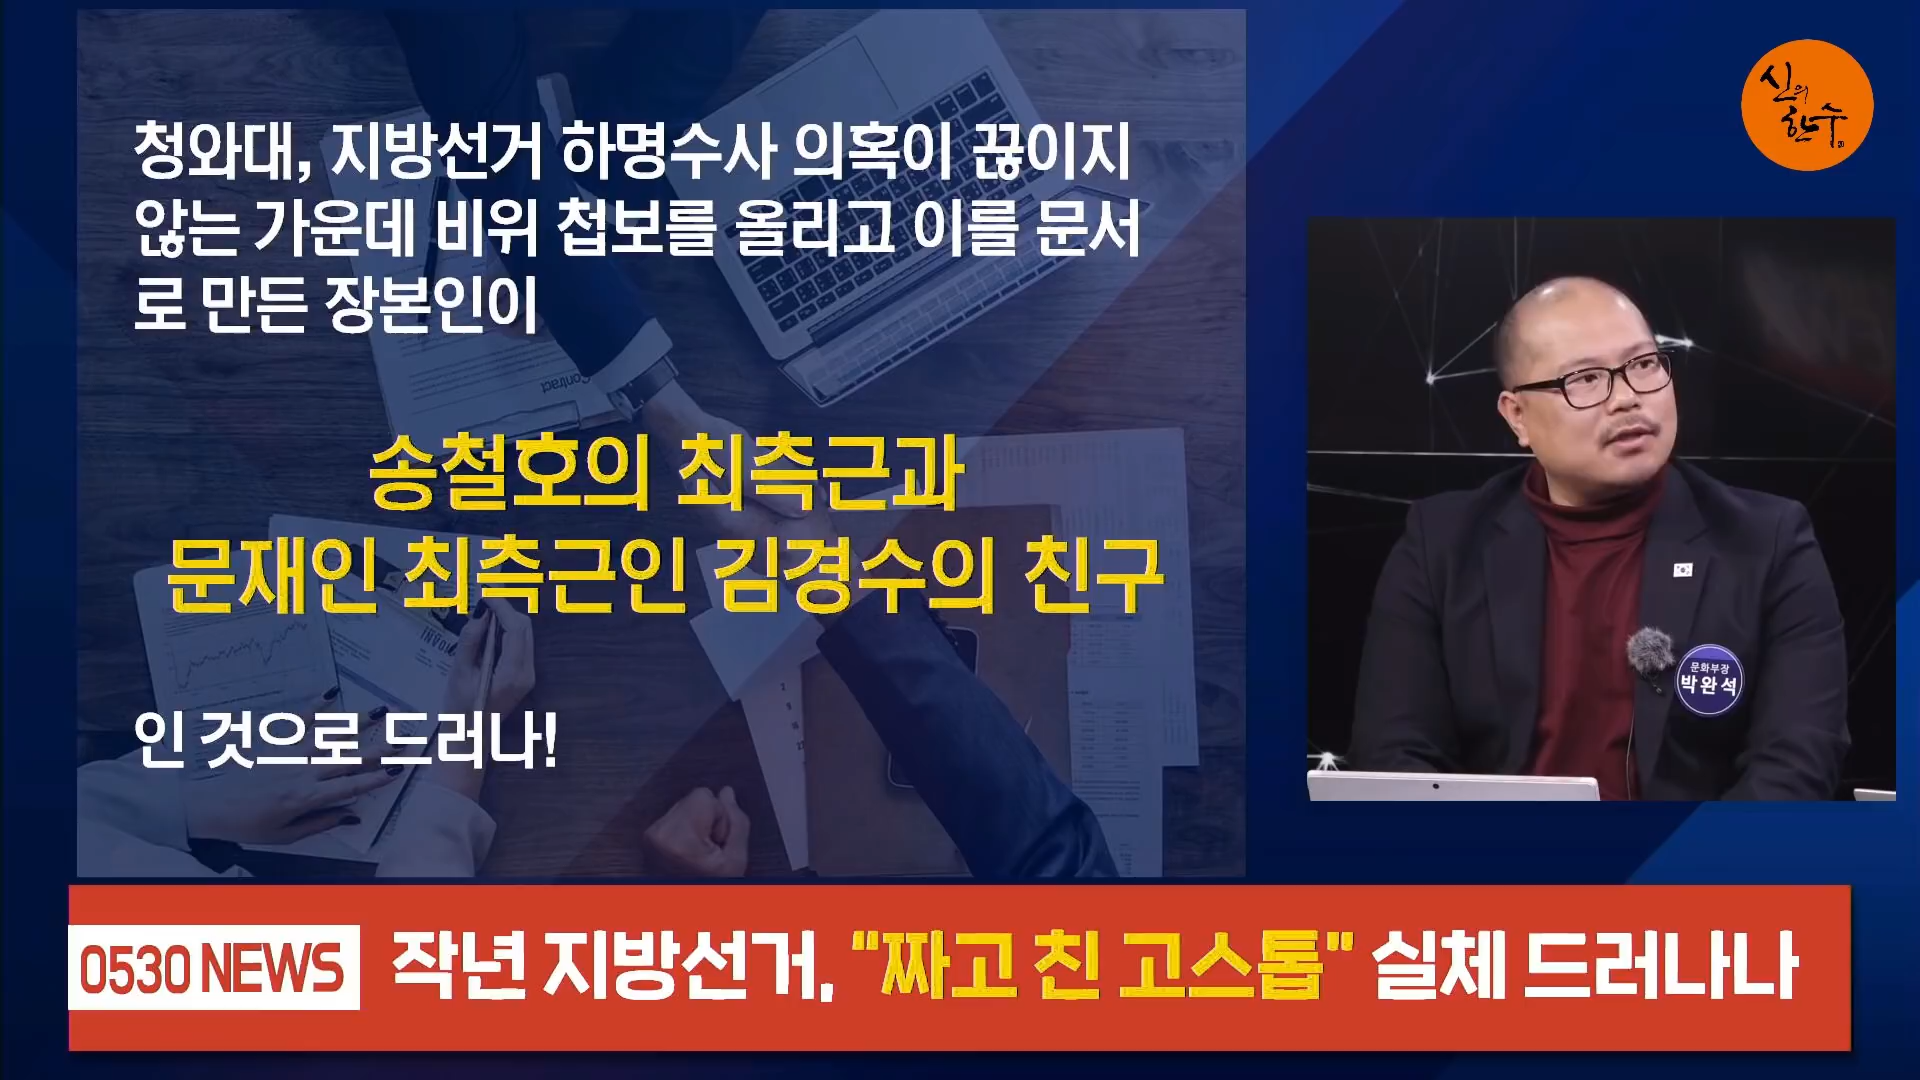 신의
한수
청와대, 지방선거 하명수사 의혹이 끊이지
않는 가운데 비위 첩보를 올리고 이를 문서
로 만든 장본인이
Contract
송철호의 최측근과
문재인 최측근인 김경수의 친구
인 것으로 드러나!
문화부장
박완석
0530 NEWS
작년 지방선거, "짜고 친 고스톱" 실체 드러나나